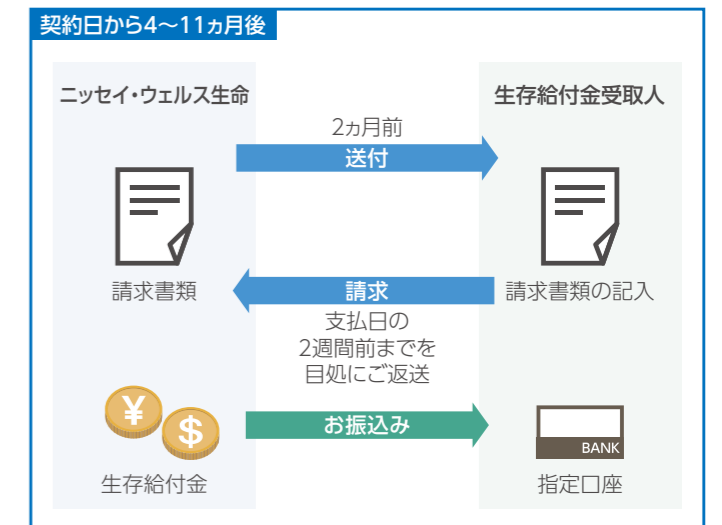 契約日から4〜11ヵ月後
ニッセイ・ウェルス生命
生存給付金受取人
2ヵ月前
送付
請求書類
請求
請求書類の記入
支払日の
2週間前までを
目処にご返送
¥
$
お振込み
BANK
生存給付金
指定口座